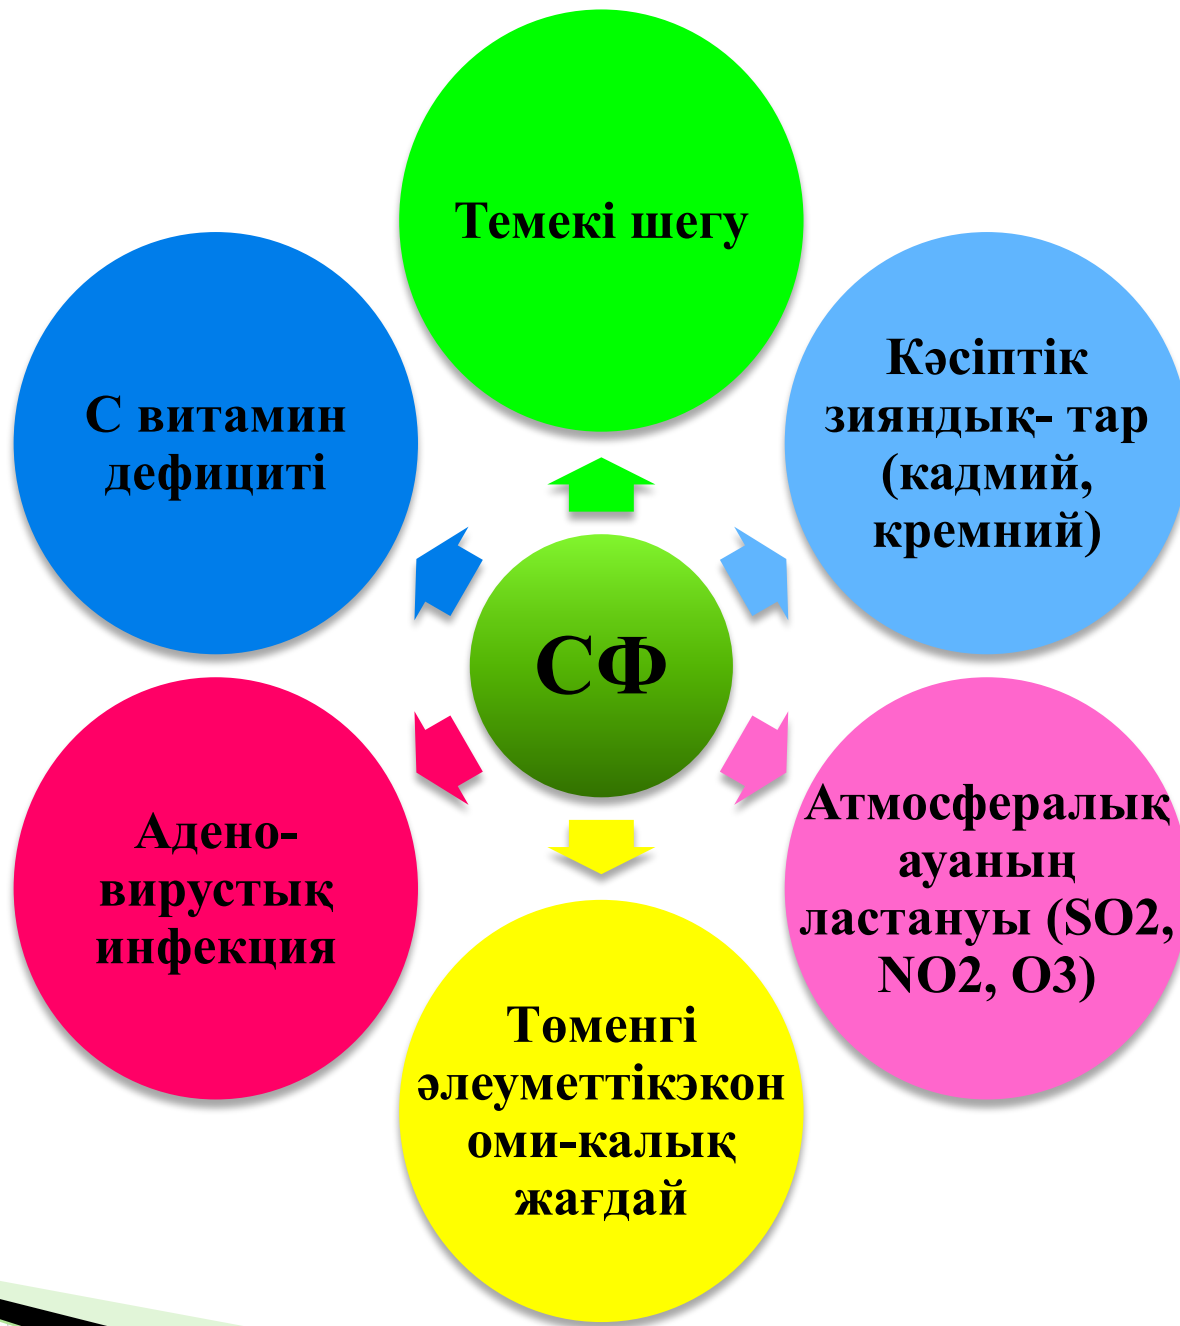 Темекі шегу
Кәсіптік
зияндық- тар
(кадмий,
кремний)
Атмосфералық
ауаның
ластануы (SO2,
NO2, O3)
Төменгі
әлеуметтікэкон
оми-калық
жағдай
Адено-
вирустық
инфекция
С витамин
дефициті
СФ